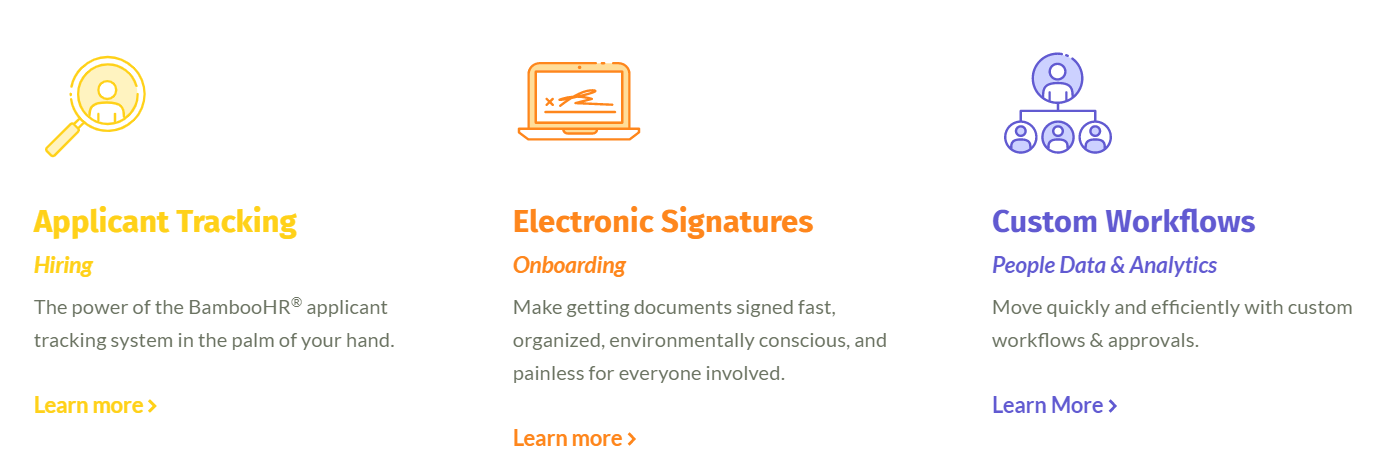 Applicant Tracking
Hiring
The power of the BambooHR® applicant
tracking system in the palm of your hand.
Learn more
Electronic Signatures
Onboarding
Make getting documents signed fast,
organized, environmentally conscious, and
painless for everyone involved.
Learn more
Custom Workflows
People Data & Analytics
Move quickly and efficiently with custom
workflows & approvals.
Learn More